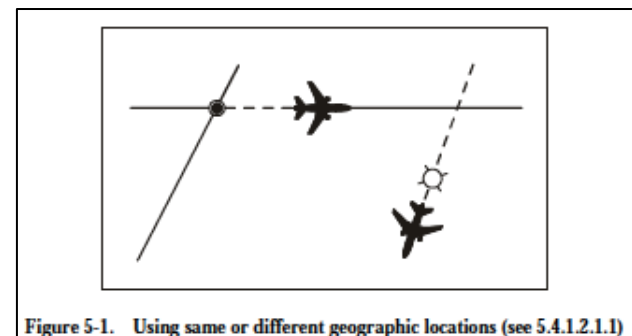 Figure 5-1. Using same or different geographic locations (see 5.4.1.2.1.1)